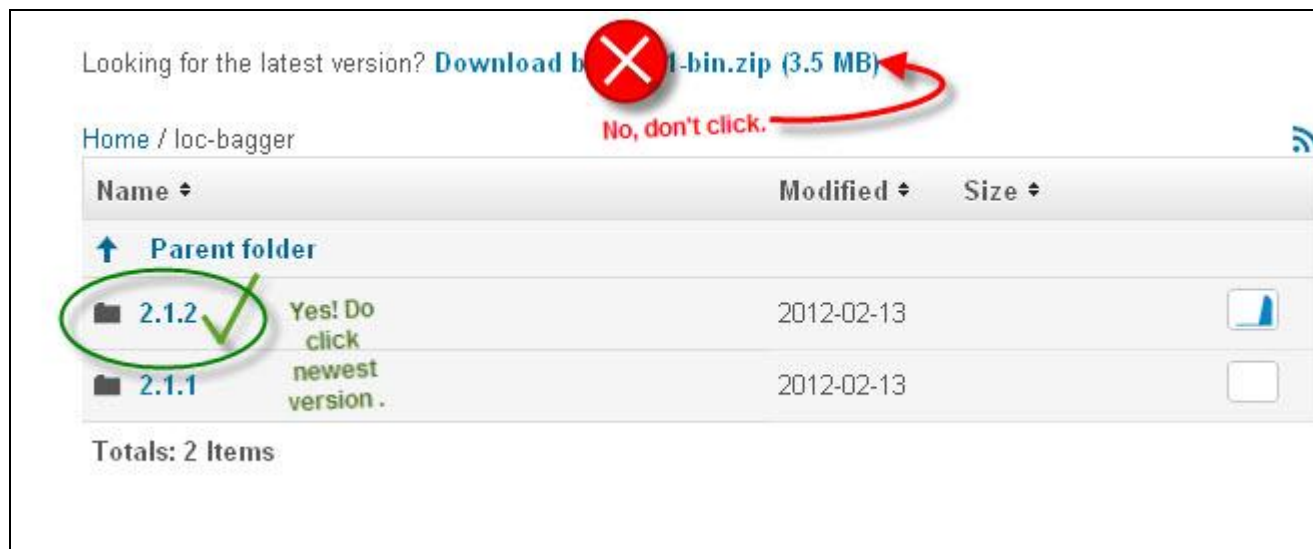 Looking for the latest version? Download b 1-bin.zip (3.5 MB)
No, don't click.
Home / loc-bagger
Name Modified Size
Parent folder
2.1.2 2012-02-13
Yes! Do
click
newest
version .
2.1.1 2012-02-13
Totals: 2 Items